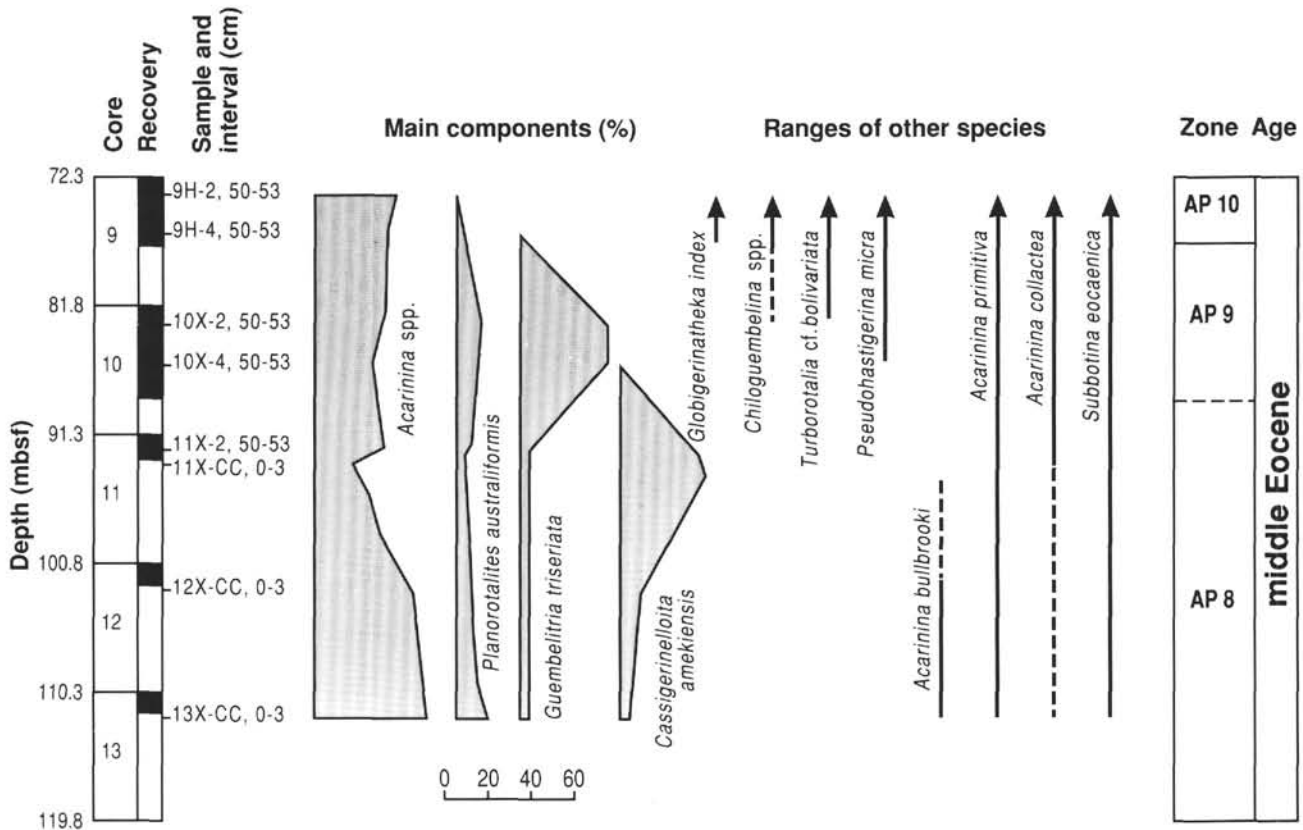 Core
Recovery
Sample and
interval (cm)
Main components (%)
Ranges of other species
Zone Age
Depth (mbsf)
72.3
81.8
91.3
100.8
110.3
119.8
9
10
11
12
13
9H-2, 50-53
9H-4, 50-53
10X-2, 50-53
10X-4, 50-53
11X-2, 50-53
11X-CC, 0-3
12X-CC, 0-3
13X-CC, 0-3
Acarinina spp.
Planorotalites australiformis
Guembelitria triseriata
Cassigerinelloita
amekiensis
Globigerinatheka index
Chiloguembelina spp.
Turborotalia cf. bolivariata
Pseudohastigerina micra
Acarinina bullbrooki
Acarinina primitiva
Acarinina collactea
Subbotina eocaenica
AP 10
AP 9
AP 8
middle Eocene
0 20 40 60